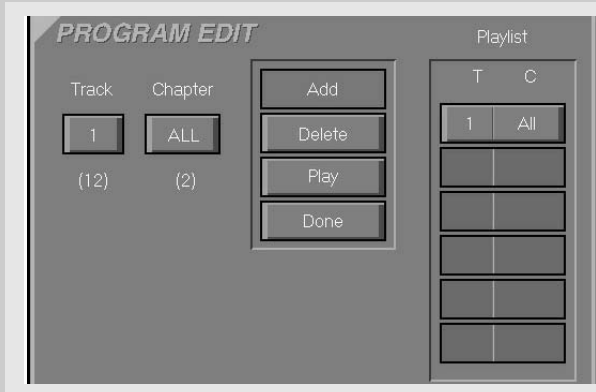 PROGRAM EDIT
Playlist
Track Chapter
1 ALL
(12) (2)
Add
Delete
Play
Done
T C
1 All